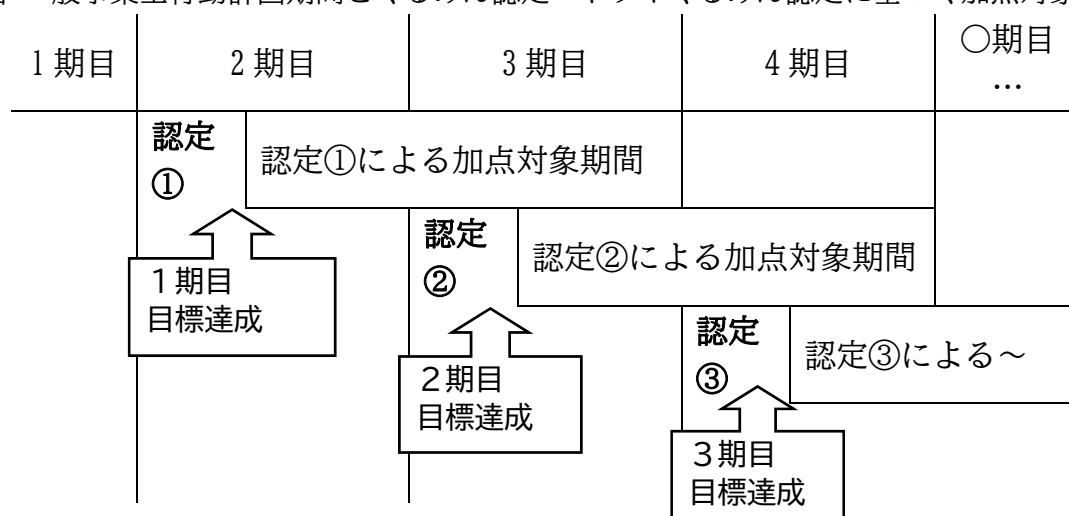 一般事業主行動計画期間とくるみん認定・トライくるみん認定に基づく加点対象
1期目
2期目
3期目
4期目
○期目
…
認定
①
認定①による加点対象期間
1期目
目標達成
認定
②
認定②による加点対象期間
2期目
目標達成
認定
③
認定③による~
3期目
目標達成